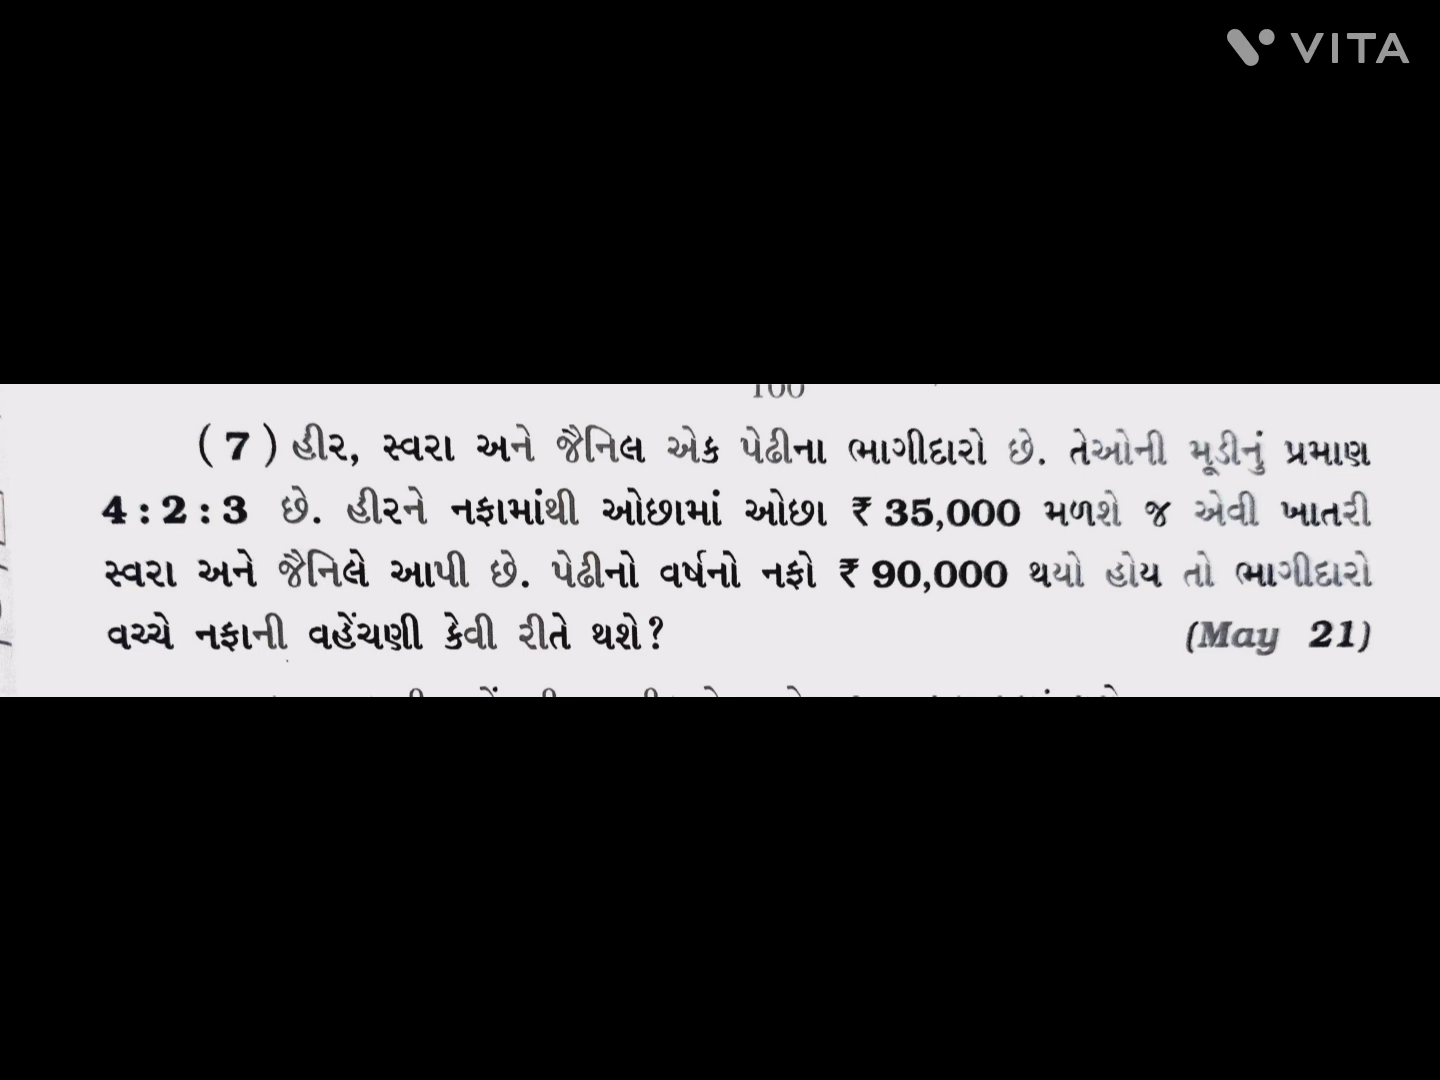 VITA
100
( 7 ) હીર, સ્વરા અને જૈનિલ એક પેઢીના ભાગીદારો છે. તેઓની મૂડીનું પ્રમાણ
4 : 2 : 3 છે. હીરને નફામાંથી ઓછામાં ઓછા ₹ 35,000 મળશે જ એવી ખાતરી
સ્વરા અને જૈનિલે આપી છે. પેઢીનો વર્ષનો નફો ₹ 90,000 થયો હોય તો ભાગીદારો
વચ્ચે નફાની વહેંચણી કેવી રીતે થશે? (May 21)